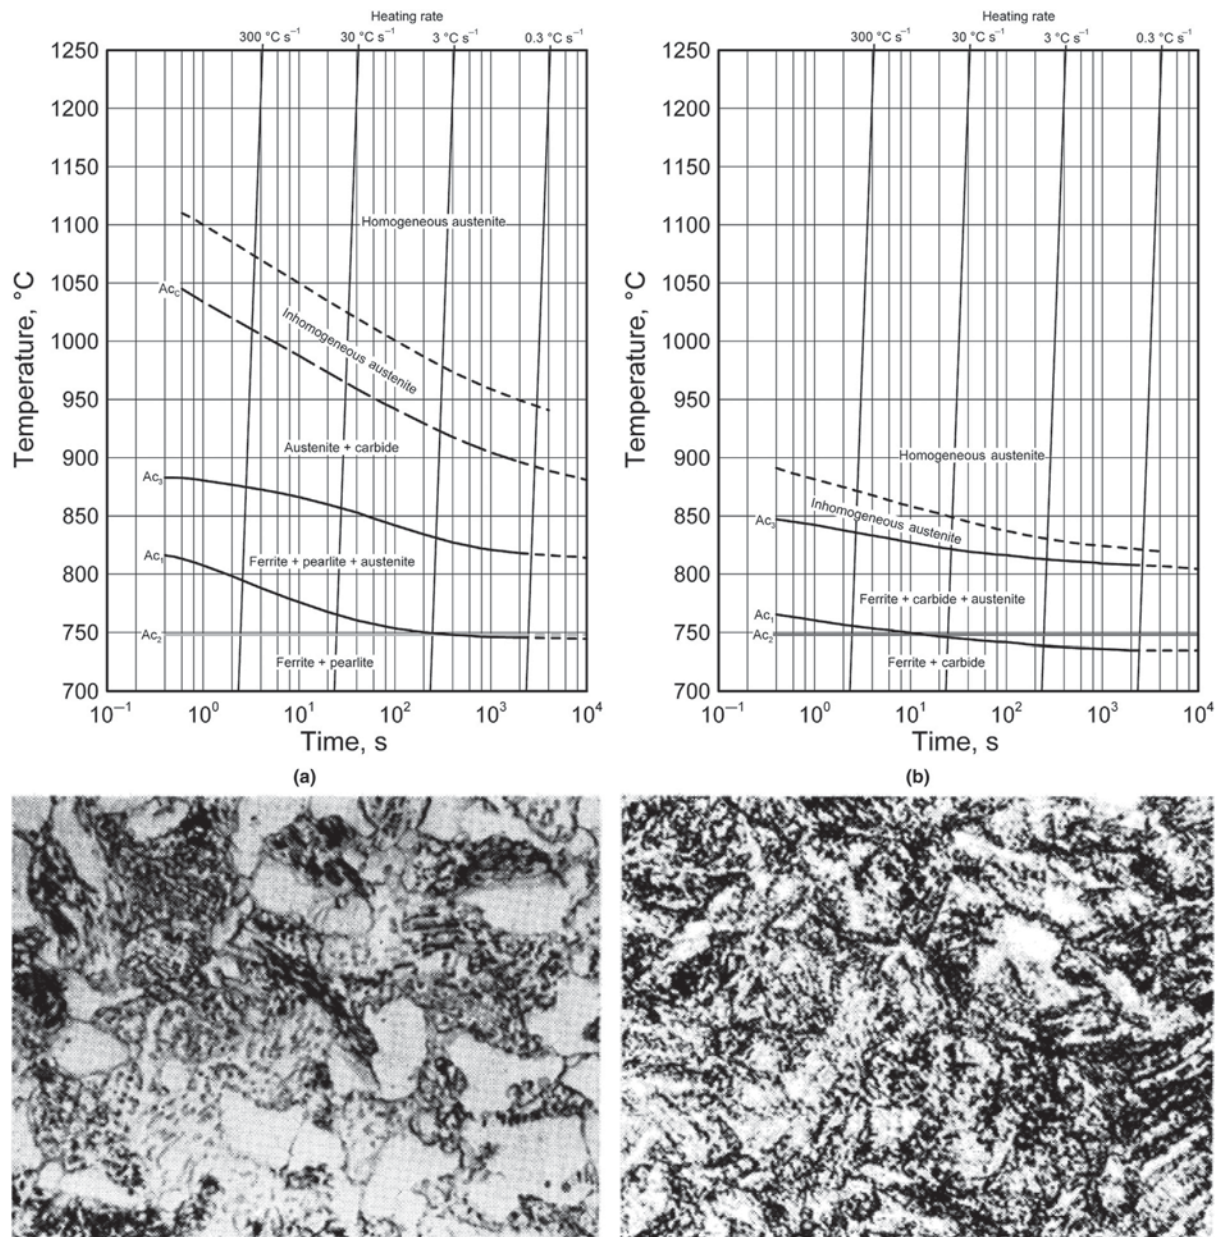 Heating rate
300 °C s⁻¹ 30 °C s⁻¹ 3 °C s⁻¹ 0.3 °C s⁻¹
1250
1200
1150
1100
1050
1000
950
900
850
800
750
700
Temperature, °C
Homogeneous austenite
Ac_C
Inhomogeneous austenite
Austenite + carbide
Ac₃
Ac₁
Ferrite + pearlite + austenite
Ac₂
Ferrite + pearlite
10⁻¹ 10⁰ 10¹ 10² 10³ 10⁴
Time, s
(a)
Heating rate
300 °C s⁻¹ 30 °C s⁻¹ 3 °C s⁻¹ 0.3 °C s⁻¹
1250
1200
1150
1100
1050
1000
950
900
850
800
750
700
Temperature, °C
Homogeneous austenite
Inhomogeneous austenite
Ac₃
Ferrite + carbide + austenite
Ac₁
Ac₂
Ferrite + carbide
10⁻¹ 10⁰ 10¹ 10² 10³ 10⁴
Time, s
(b)